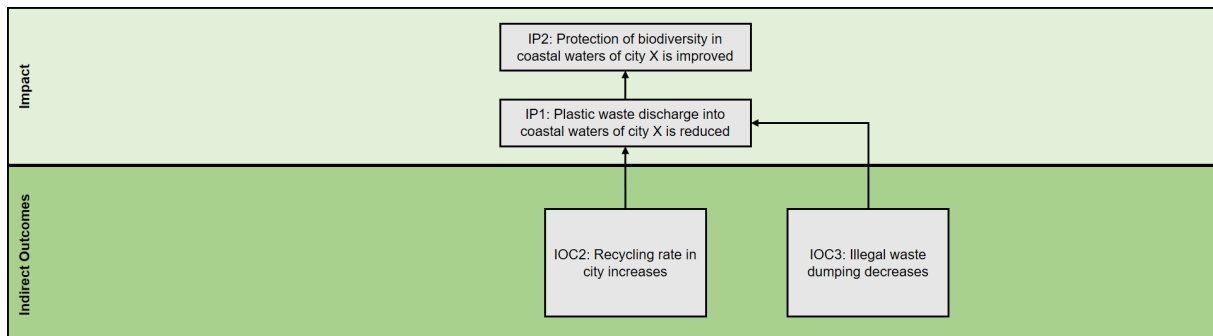 Impact
IP2: Protection of biodiversity in
coastal waters of city X is improved
IP1: Plastic waste discharge into
coastal waters of city X is reduced
Indirect Outcomes
IOC2: Recycling rate in
city increases
IOC3: Illegal waste
dumping decreases